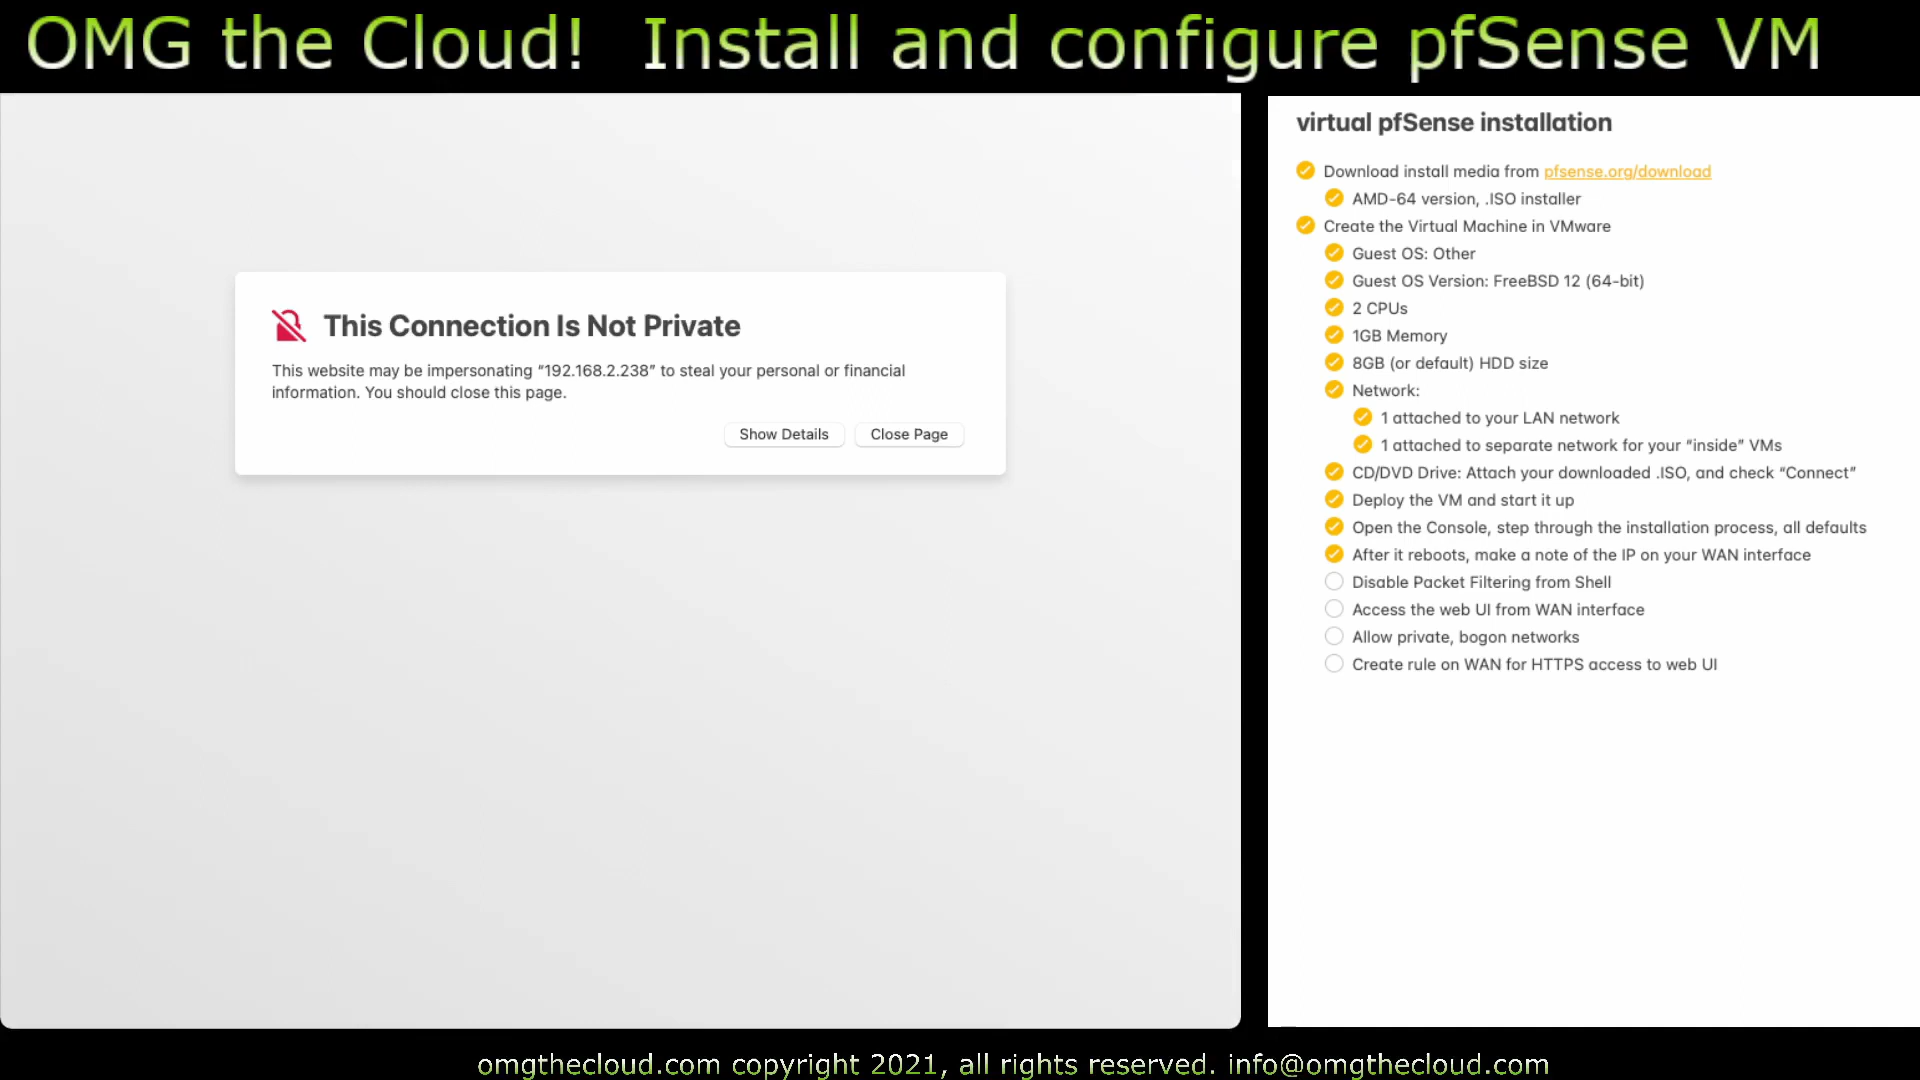 OMG the Cloud!  Install and configure pfSense VM
This Connection Is Not Private
This website may be impersonating “192.168.2.238” to steal your personal or financial
information. You should close this page.
Show Details
Close Page
virtual pfSense installation
Download install media from pfsense.org/download
AMD-64 version, .ISO installer
Create the Virtual Machine in VMware
Guest OS: Other
Guest OS Version: FreeBSD 12 (64-bit)
2 CPUs
1GB Memory
8GB (or default) HDD size
Network:
1 attached to your LAN network
1 attached to separate network for your “inside” VMs
CD/DVD Drive: Attach your downloaded .ISO, and check “Connect”
Deploy the VM and start it up
Open the Console, step through the installation process, all defaults
After it reboots, make a note of the IP on your WAN interface
Disable Packet Filtering from Shell
Access the web UI from WAN interface
Allow private, bogon networks
Create rule on WAN for HTTPS access to web UI
omgthecloud.com copyright 2021, all rights reserved. info@omgthecloud.com